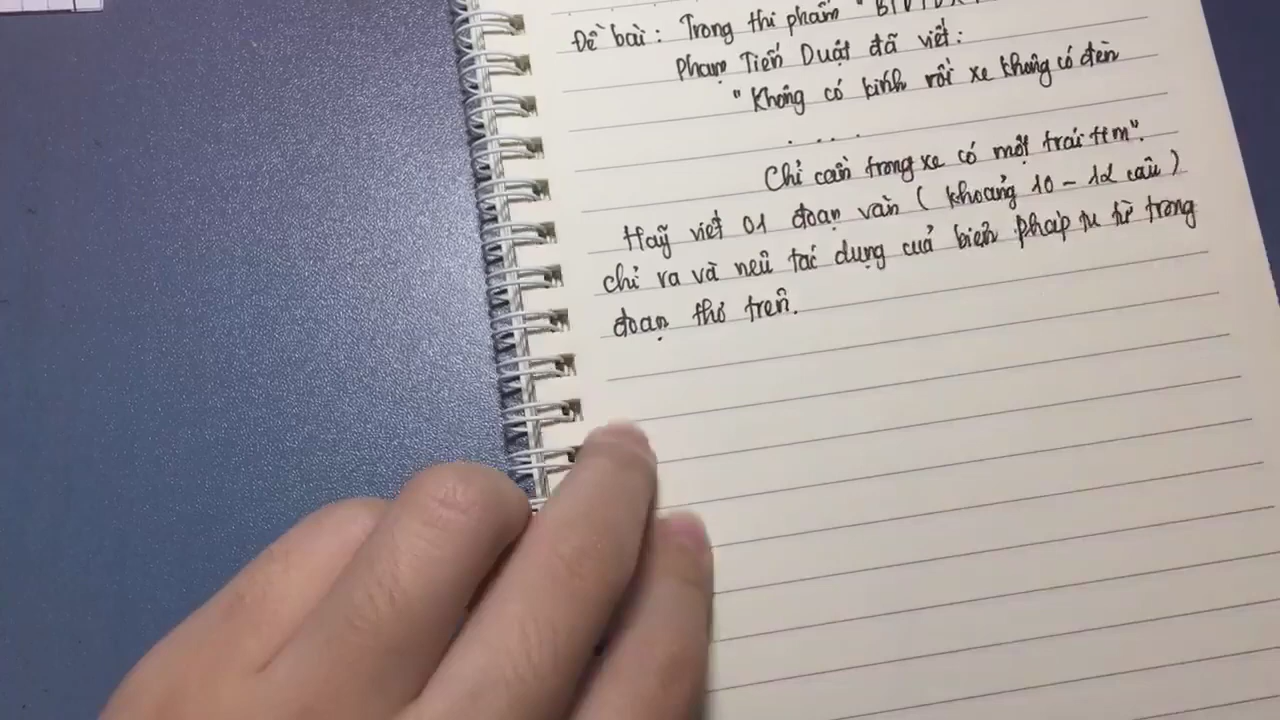 Đề bài: Trong thi phẩm "BTVTĐX
Phạm Tiến Duật đã viết:
"Không có kính rồi xe không có đèn
. . . .
Chỉ cần trong xe có một trái tim".
Hãy viết 01 đoạn văn ( khoảng 10 - 12 câu )
chỉ ra và nêu tác dụng của biện pháp tu từ trong
đoạn thơ trên.